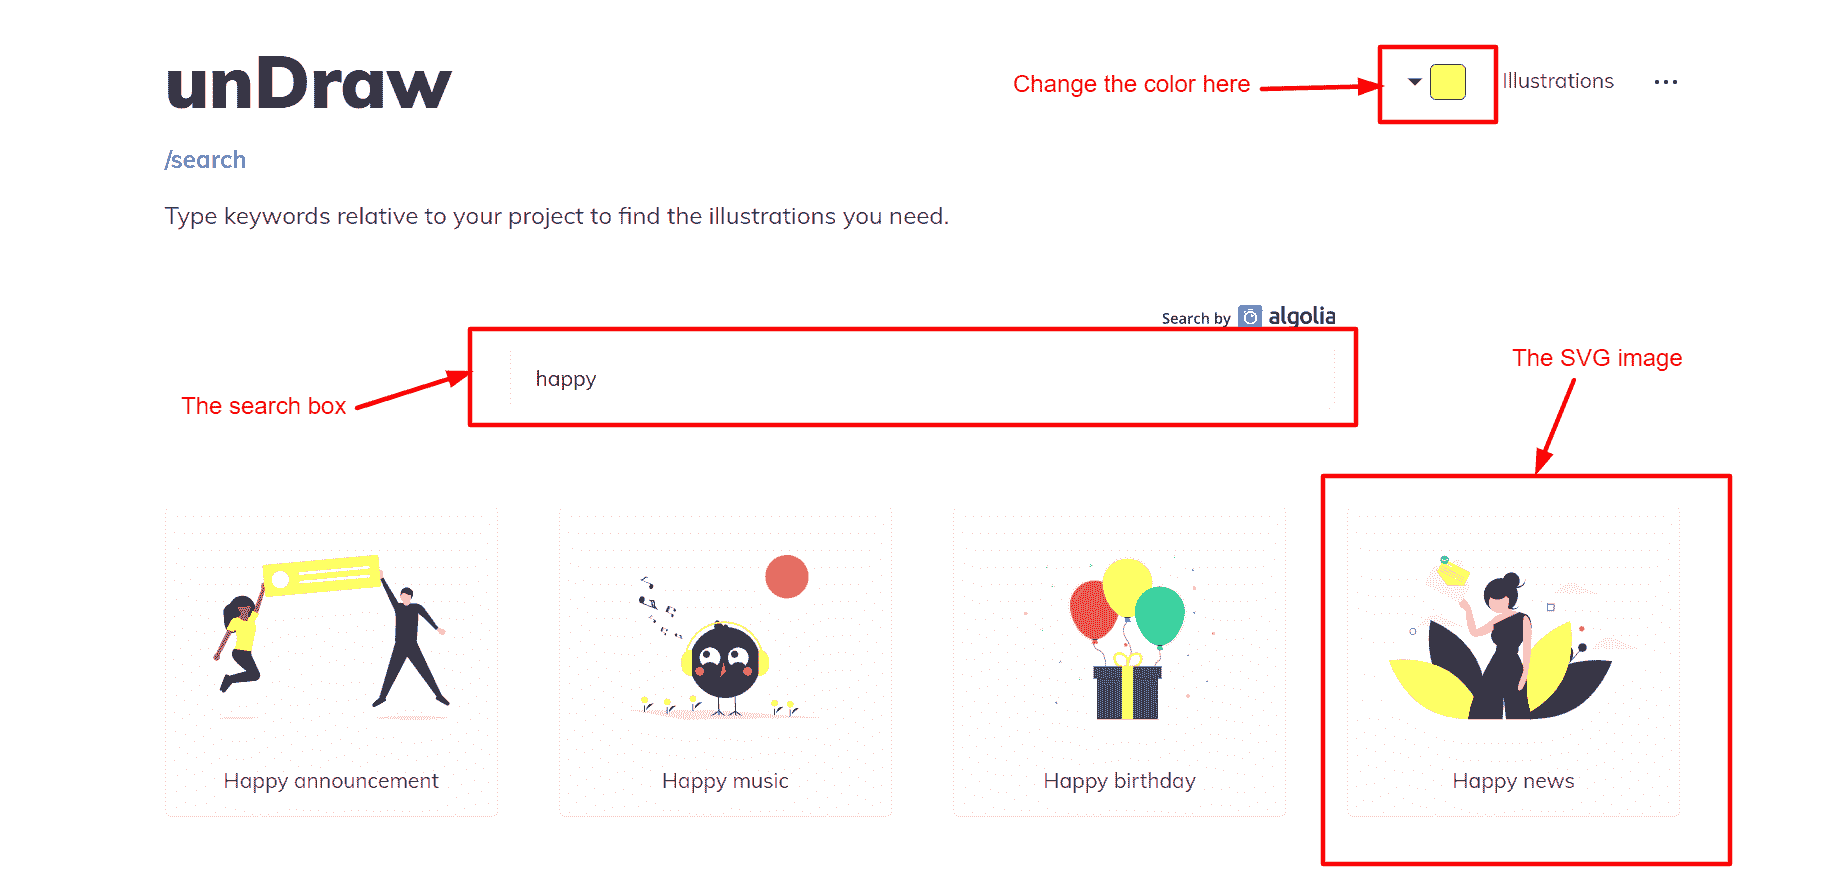 unDraw
Change the color here
Illustrations
/search
Type keywords relative to your project to find the illustrations you need.
Search by algolia
happy
The search box
The SVG image
Happy announcement
Happy music
Happy birthday
Happy news